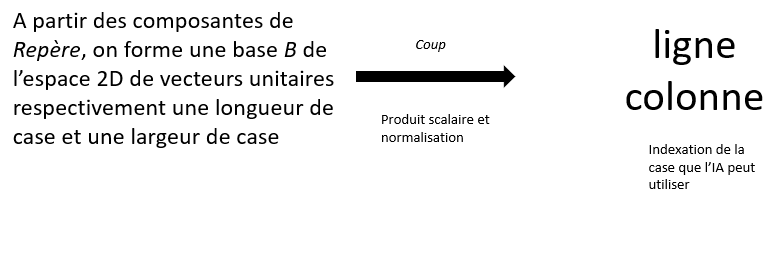 A partir des composantes de
Repère, on forme une base B de
l’espace 2D de vecteurs unitaires
respectivement une longueur de
case et une largeur de case
Coup
Produit scalaire et
normalisation
ligne
colonne
Indexation de la
case que l’IA peut
utiliser